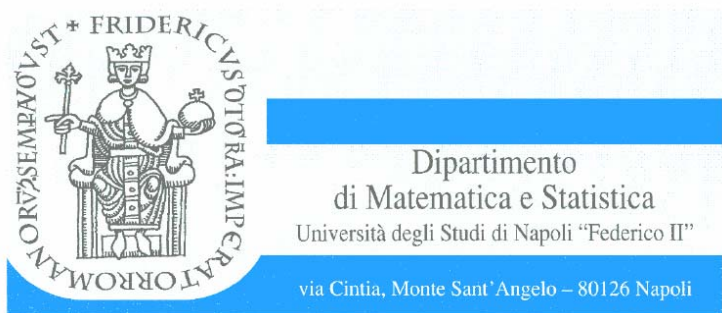 + FRIDERICVS
Dipartimento
di Matematica e Statistica
Università degli Studi di Napoli “Federico II”
via Cintia, Monte Sant’Angelo – 80126 Napoli